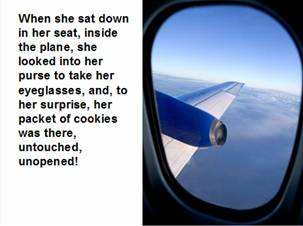 When she sat down
in her seat, inside
the plane, she
looked into her
purse to take her
eyeglasses, and, to
her surprise, her
packet of cookies
was there,
untouched,
unopened!